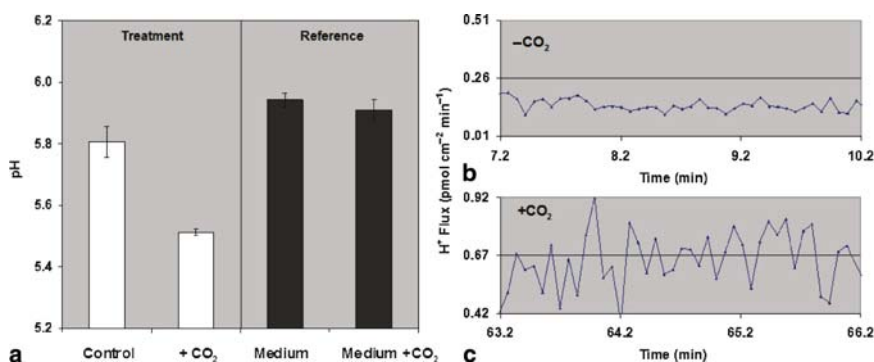 6.2
6.0
5.8
5.5
5.4
5.2
pH
Treatment
Reference
Control
+ CO₂
Medium
Medium +CO₂
a
H⁺ Flux (pmol cm⁻² min⁻¹)
0.51
0.26
0.01
–CO₂
7.2
8.2
9.2
10.2
Time (min)
b
0.92
0.67
0.42
+CO₂
63.2
64.2
65.2
66.2
Time (min)
c